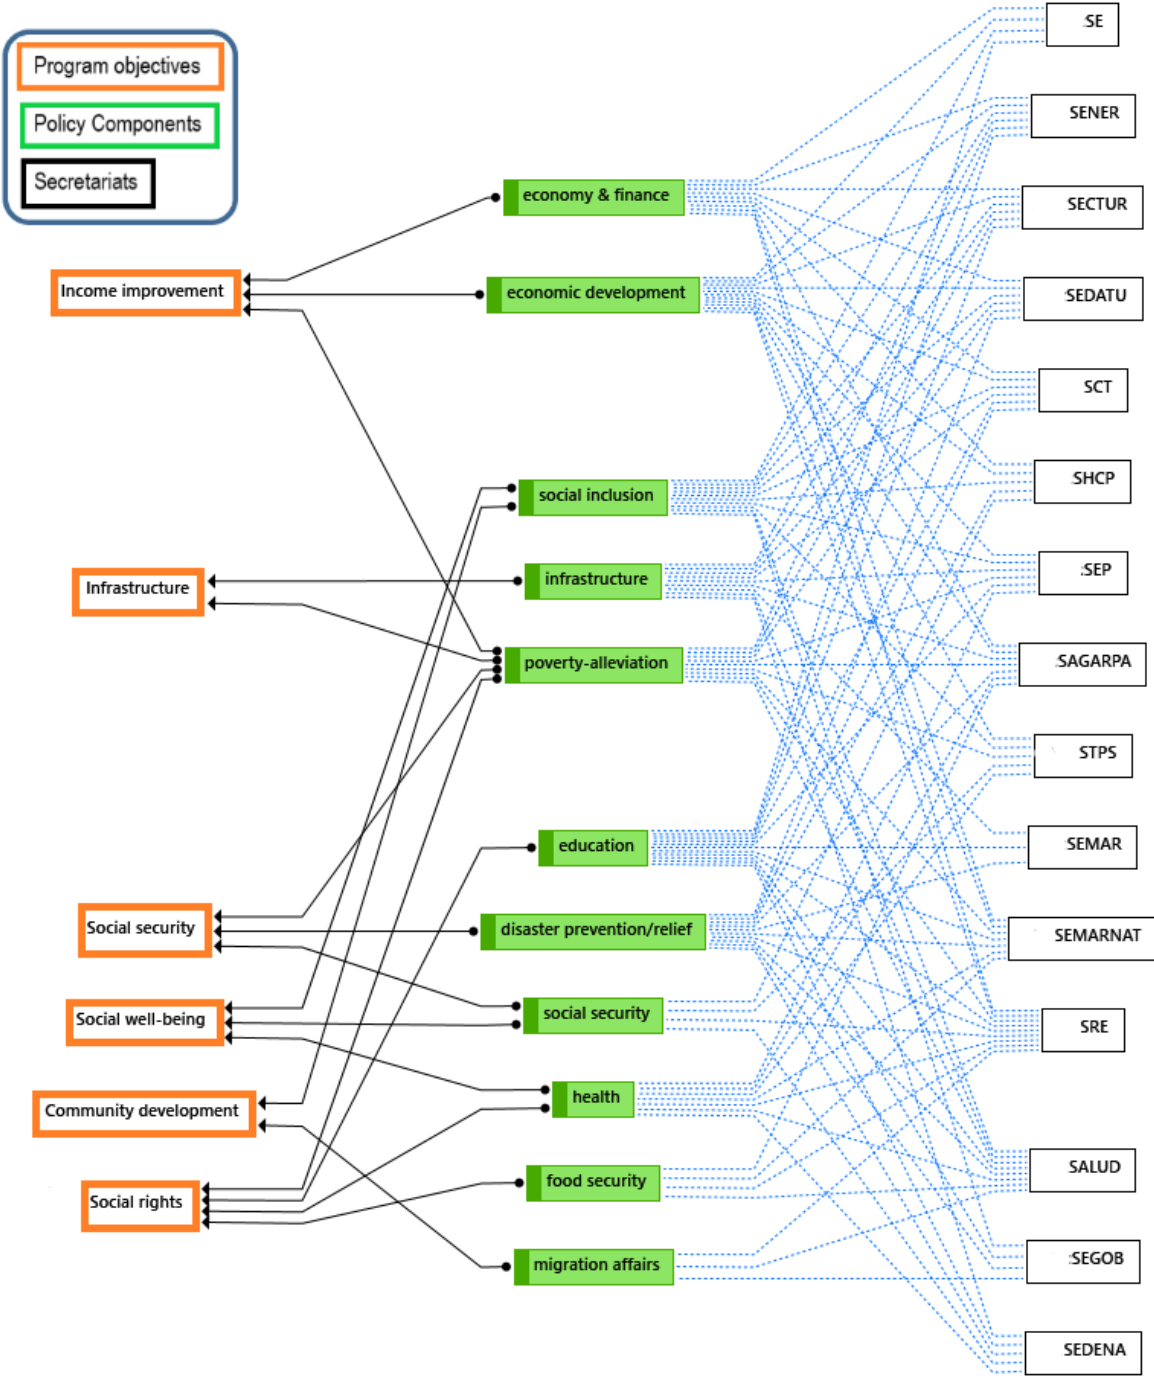 Program objectives
Policy Components
Secretariats
Income improvement
Infrastructure
Social security
Social well-being
Community development
Social rights
economy & finance
economic development
social inclusion
infrastructure
poverty-alleviation
education
disaster prevention/relief
social security
health
food security
migration affairs
SE
SENER
SECTUR
SEDATU
SCT
SHCP
SEP
SAGARPA
STPS
SEMAR
SEMARNAT
SRE
SALUD
SEGOB
SEDENA